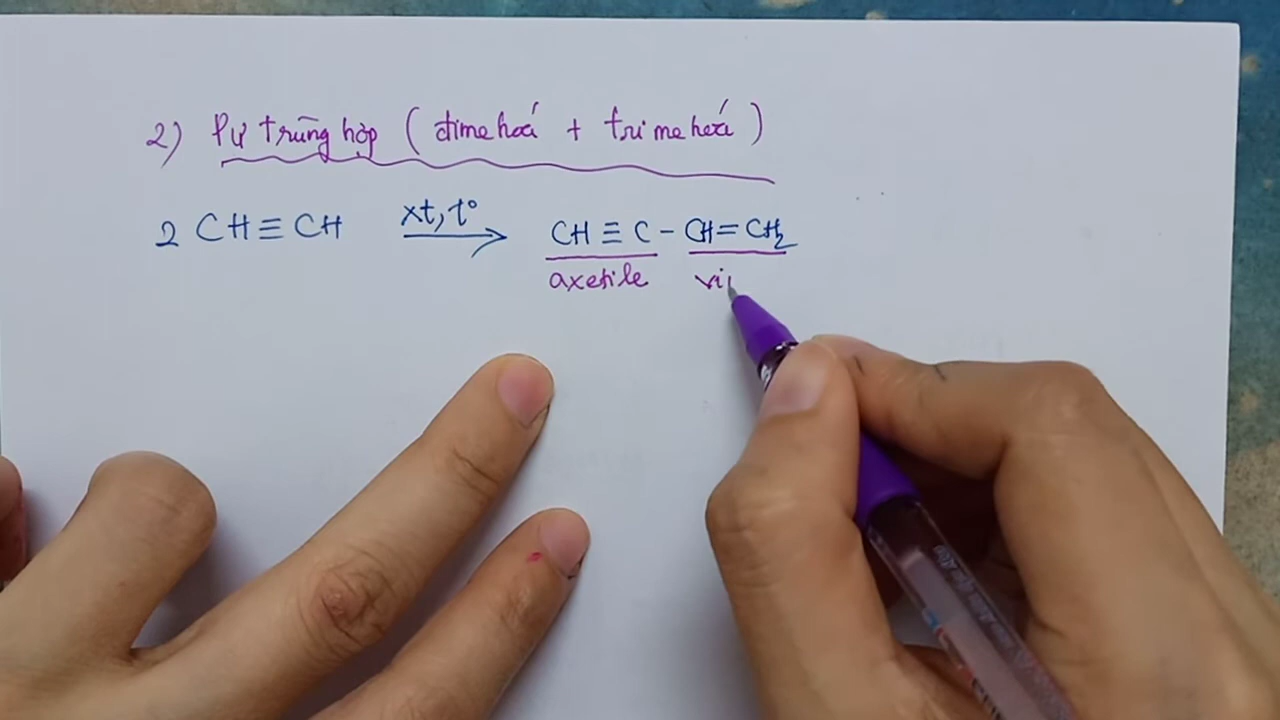 2) Pư trùng hợp (đime hoá + trime hoá)
2 CH≡CH xt, t° → CH≡C-CH=CH₂
axetile vi